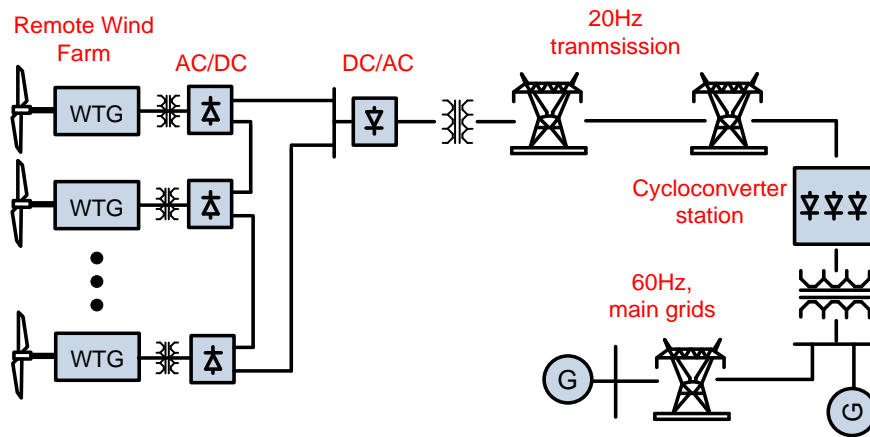 Remote Wind
Farm
AC/DC
DC/AC
20Hz
tranmsission
WTG
WTG
Cycloconverter
station
60Hz,
main grids
WTG
G
G